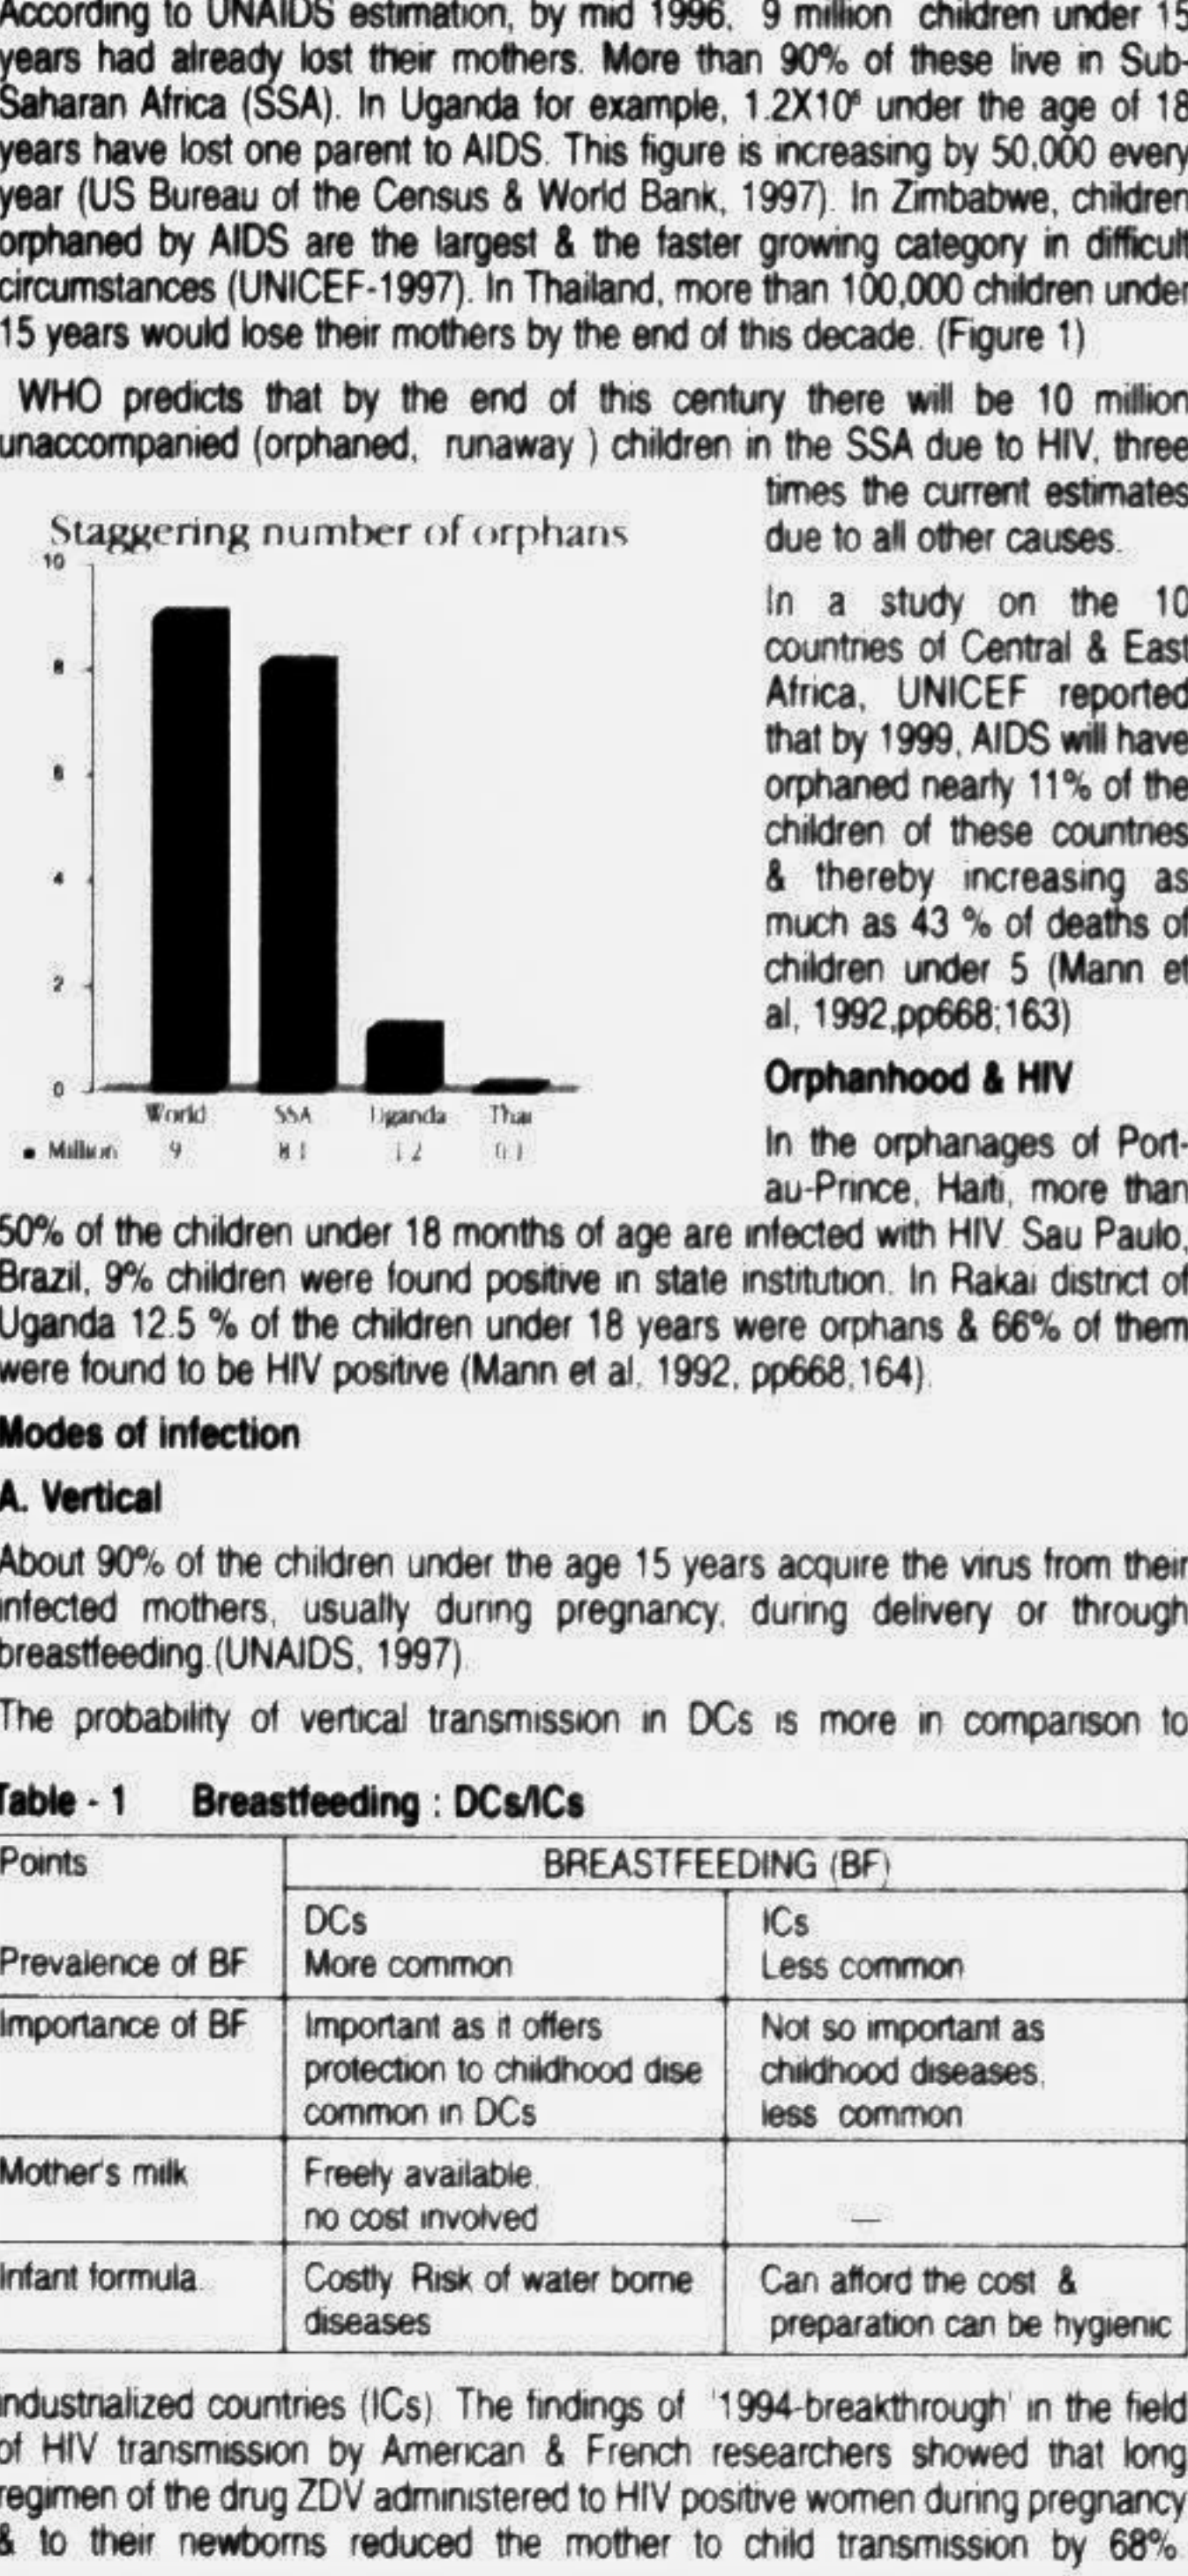 According to UNAIDS estimation, by mid 1996, 9 million children under 15
years had already lost their mothers. More than 90% of these live in Sub-
Saharan Africa (SSA). In Uganda for example, 1.2X10⁶ under the age of 18
years have lost one parent to AIDS. This figure is increasing by 50,000 every
year (US Bureau of the Census & World Bank, 1997). In Zimbabwe, children
orphaned by AIDS are the largest & the faster growing category in difficult
circumstances (UNICEF-1997). In Thailand, more than 100,000 children under
15 years would lose their mothers by the end of this decade. (Figure 1)
WHO predicts that by the end of this century there will be 10 million
unaccompanied (orphaned, runaway ) children in the SSA due to HIV, three
times the current estimates
due to all other causes.
Staggering number of orphans
10
8
6
4
2
0
World SSA Uganda Thai
Million 9 8.1 1.2 0.1
In a study on the 10
countries of Central & East
Africa, UNICEF reported
that by 1999, AIDS will have
orphaned nearly 11% of the
children of these countries
& thereby increasing as
much as 43 % of deaths of
children under 5 (Mann et
al, 1992,pp668;163)
Orphanhood & HIV
In the orphanages of Port-
au-Prince, Haiti, more than
50% of the children under 18 months of age are infected with HIV. Sau Paulo,
Brazil, 9% children were found positive in state institution. In Rakai district of
Uganda 12.5 % of the children under 18 years were orphans & 66% of them
were found to be HIV positive (Mann et al, 1992, pp668,164).
Modes of infection
A. Vertical
About 90% of the children under the age 15 years acquire the virus from their
infected mothers, usually during pregnancy, during delivery or through
breastfeeding.(UNAIDS, 1997).
The probability of vertical transmission in DCs is more in comparison to
Table - 1 Breastfeeding : DCs/ICs
Points BREASTFEEDING (BF)
DCs ICs
Prevalence of BF More common Less common
Importance of BF Important as it offers Not so important as
protection to childhood dise childhood diseases,
common in DCs less common
Mother's milk Freely available,
no cost involved —
Infant formula. Costly. Risk of water borne Can afford the cost &
diseases preparation can be hygienic
industrialized countries (ICs). The findings of '1994-breakthrough' in the field
of HIV transmission by American & French researchers showed that long
regimen of the drug ZDV administered to HIV positive women during pregnancy
& to their newborns reduced the mother to child transmission by 68%